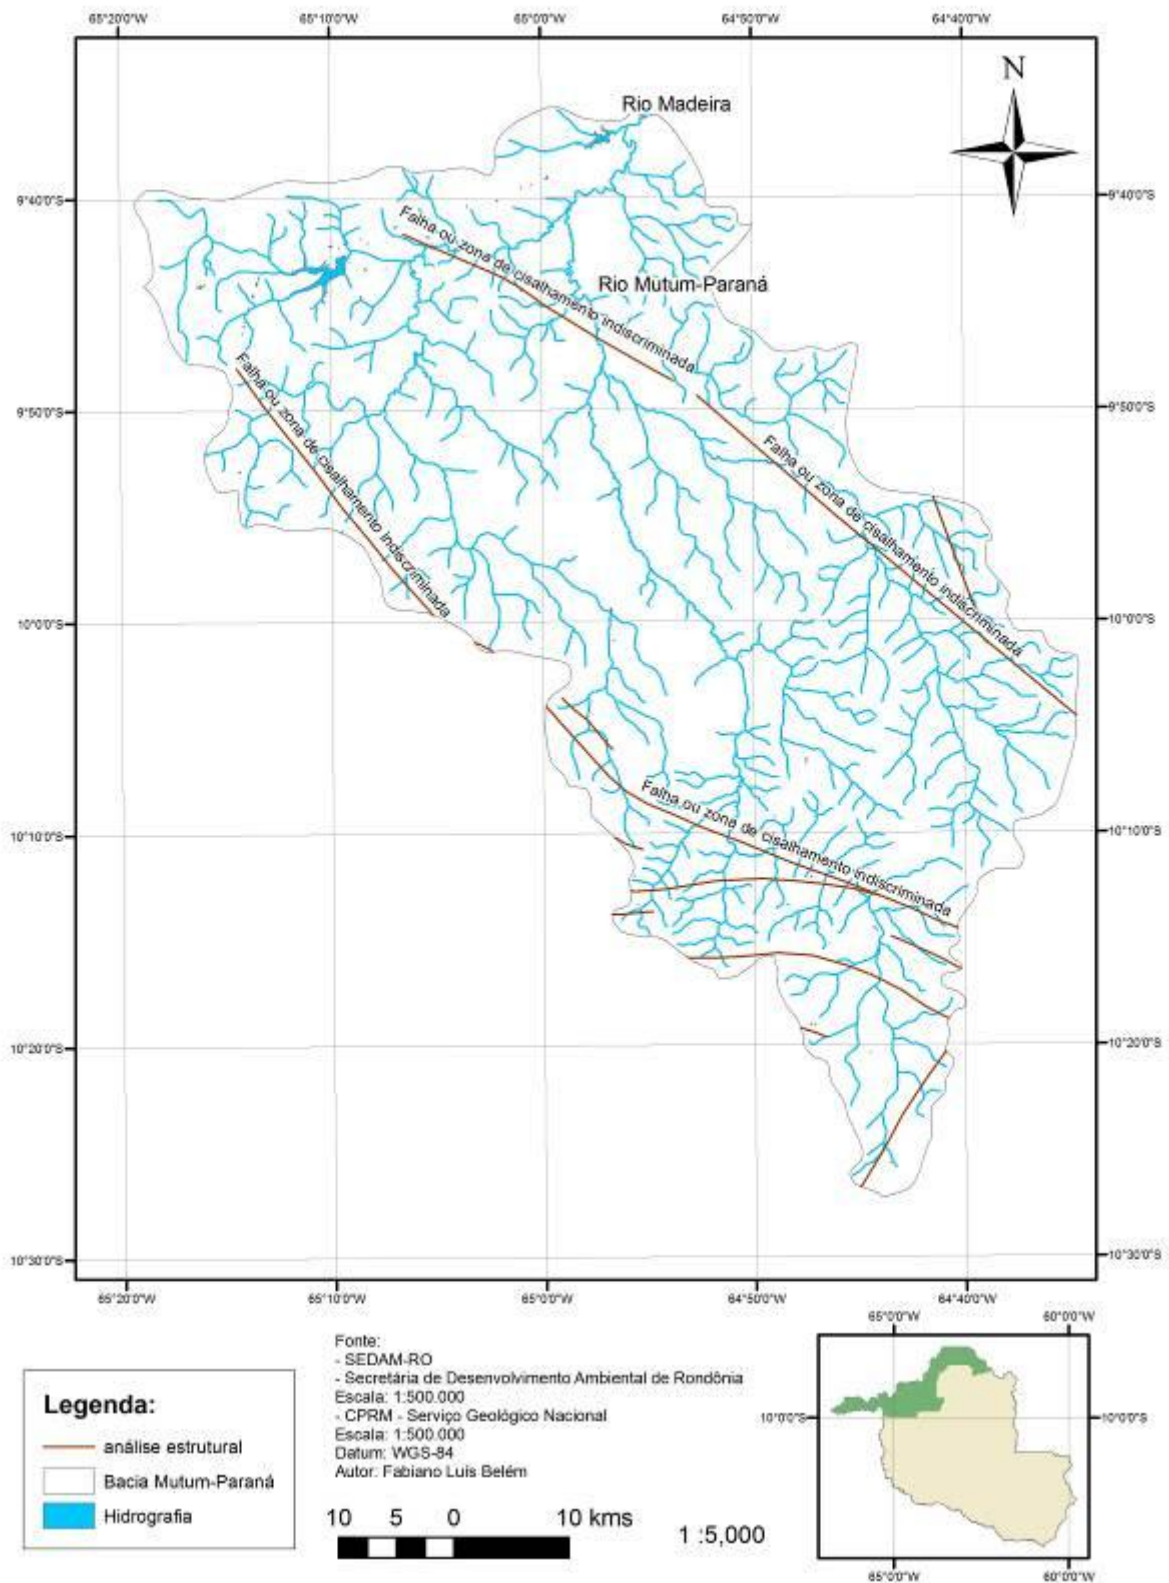 65°20'0"W 65°10'0"W 65°0'0"W 64°50'0"W 64°40'0"W
N
Rio Madeira
9°40'0"S 9°40'0"S
Falha ou zona de cisalhamento indiscriminada
Rio Mutum-Paraná
Falha ou zona de cisalhamento indiscriminada
9°50'0"S 9°50'0"S
Falha ou zona de cisalhamento indiscriminada
10°0'0"S 10°0'0"S
Falha ou zona de cisalhamento indiscriminada
10°10'0"S 10°10'0"S
10°20'0"S 10°20'0"S
10°30'0"S 10°30'0"S
65°20'0"W 65°10'0"W 65°0'0"W 64°50'0"W 64°40'0"W
Legenda:
análise estrutural
Bacia Mutum-Paraná
Hidrografia
Fonte:
- SEDAM-RO
- Secretária de Desenvolvimento Ambiental de Rondônia
Escala: 1:500.000
- CPRM - Serviço Geológico Nacional
Escala: 1:500.000
Datum: WGS-84
Autor: Fabiano Luis Belém
10 5 0 10 kms
1 :5,000
65°0'0"W 60°0'0"W
10°0'0"S 10°0'0"S
65°0'0"W 60°0'0"W